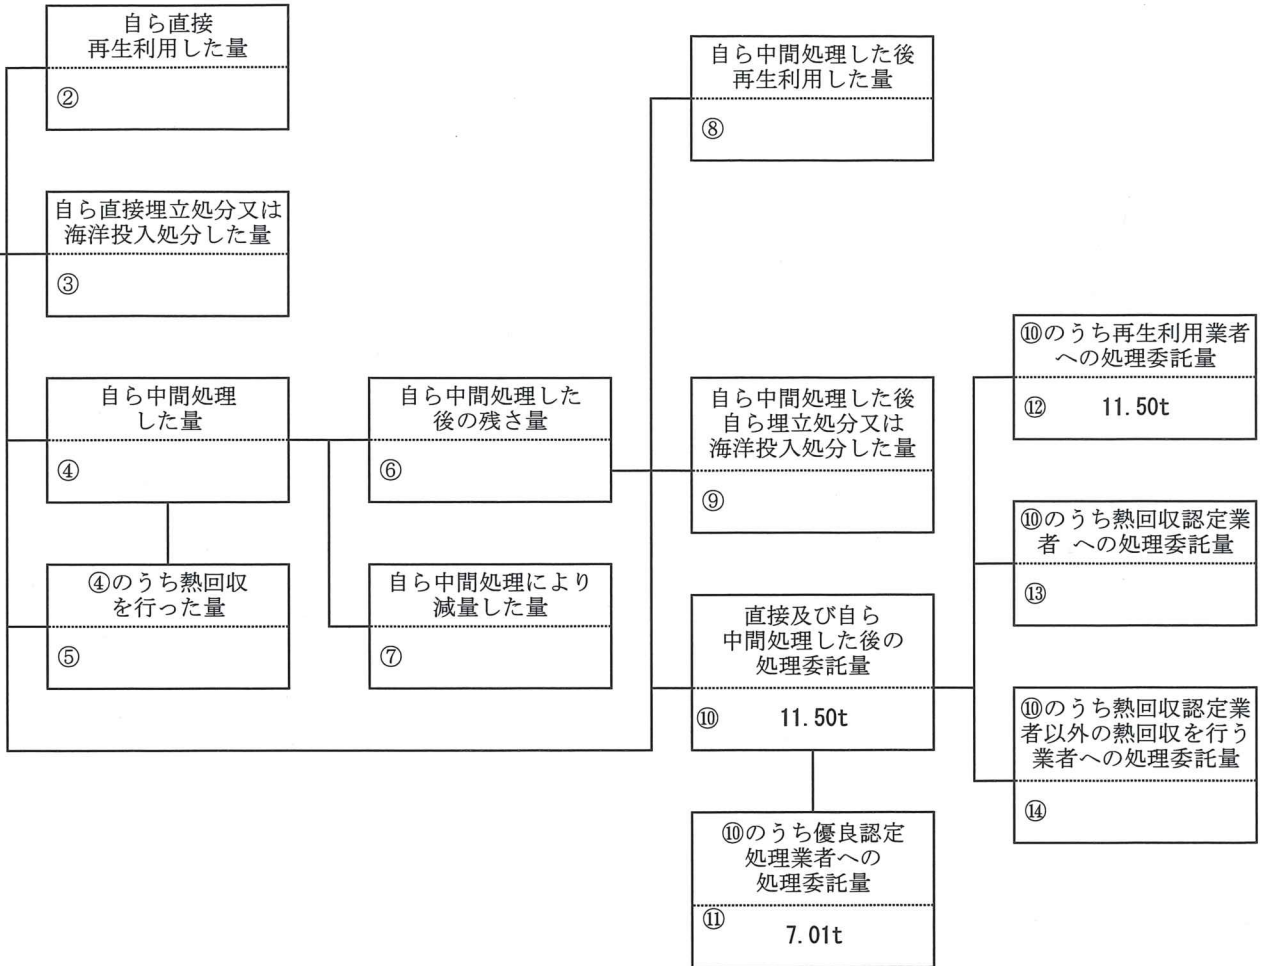 自ら直接
再生利用した量
②
自ら直接埋立処分又は
海洋投入処分した量
③
自ら中間処理
した量
④
④のうち熱回収
を行った量
⑤
自ら中間処理した
後の残さ量
⑥
自ら中間処理により
減量した量
⑦
自ら中間処理した後
再生利用した量
⑧
自ら中間処理した後
自ら埋立処分又は
海洋投入処分した量
⑨
直接及び自ら
中間処理した後の
処理委託量
⑩ 11.50t
⑩のうち優良認定
処理業者への
処理委託量
⑪ 7.01t
⑩のうち再生利用業者
への処理委託量
⑫ 11.50t
⑩のうち熱回収認定業
者 への処理委託量
⑬
⑩のうち熱回収認定業
者以外の熱回収を行う
業者への処理委託量
⑭